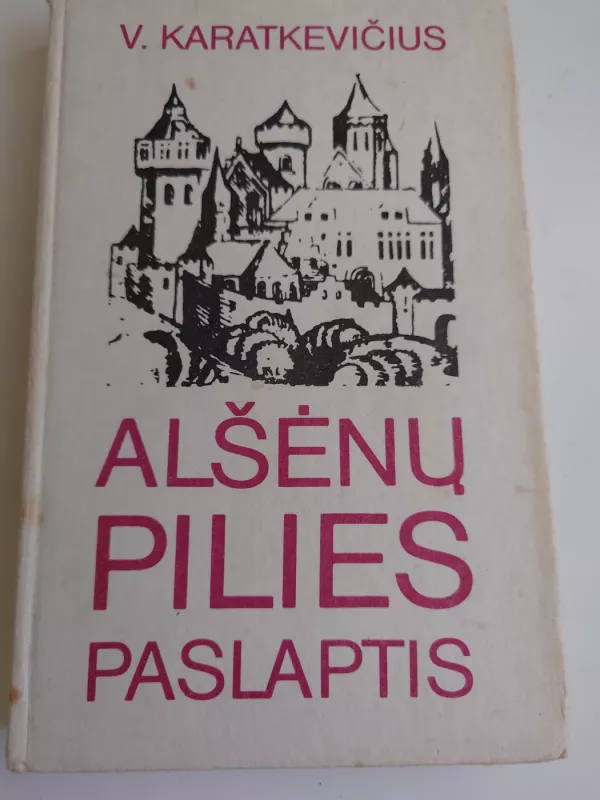 V. KARATKEVIČIUS
ALŠĖNŲ
PILIES
PASLAPTIS